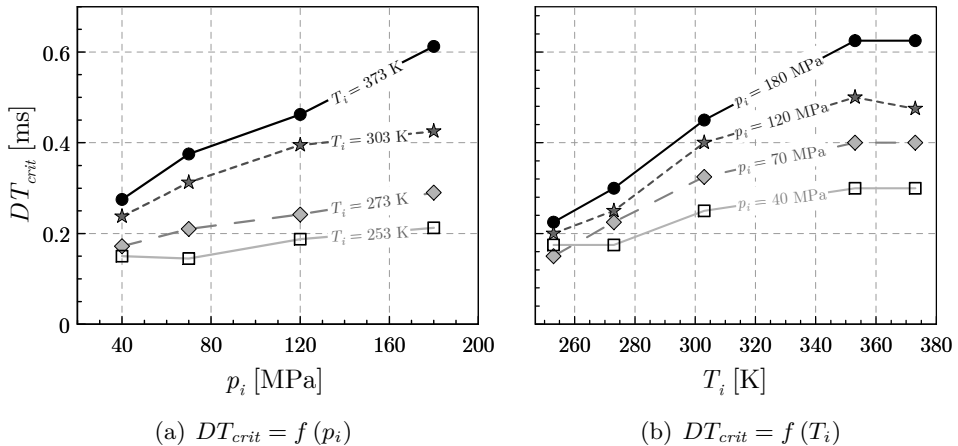 0.6
0.4
0.2
0
DT_crit [ms]
T_i = 373 K
T_i = 303 K
T_i = 273 K
T_i = 253 K
40 80 120 160 200
p_i [MPa]
(a) DT_crit = f (p_i)
p_i = 180 MPa
p_i = 120 MPa
p_i = 70 MPa
p_i = 40 MPa
260 280 300 320 340 360 380
T_i [K]
(b) DT_crit = f (T_i)